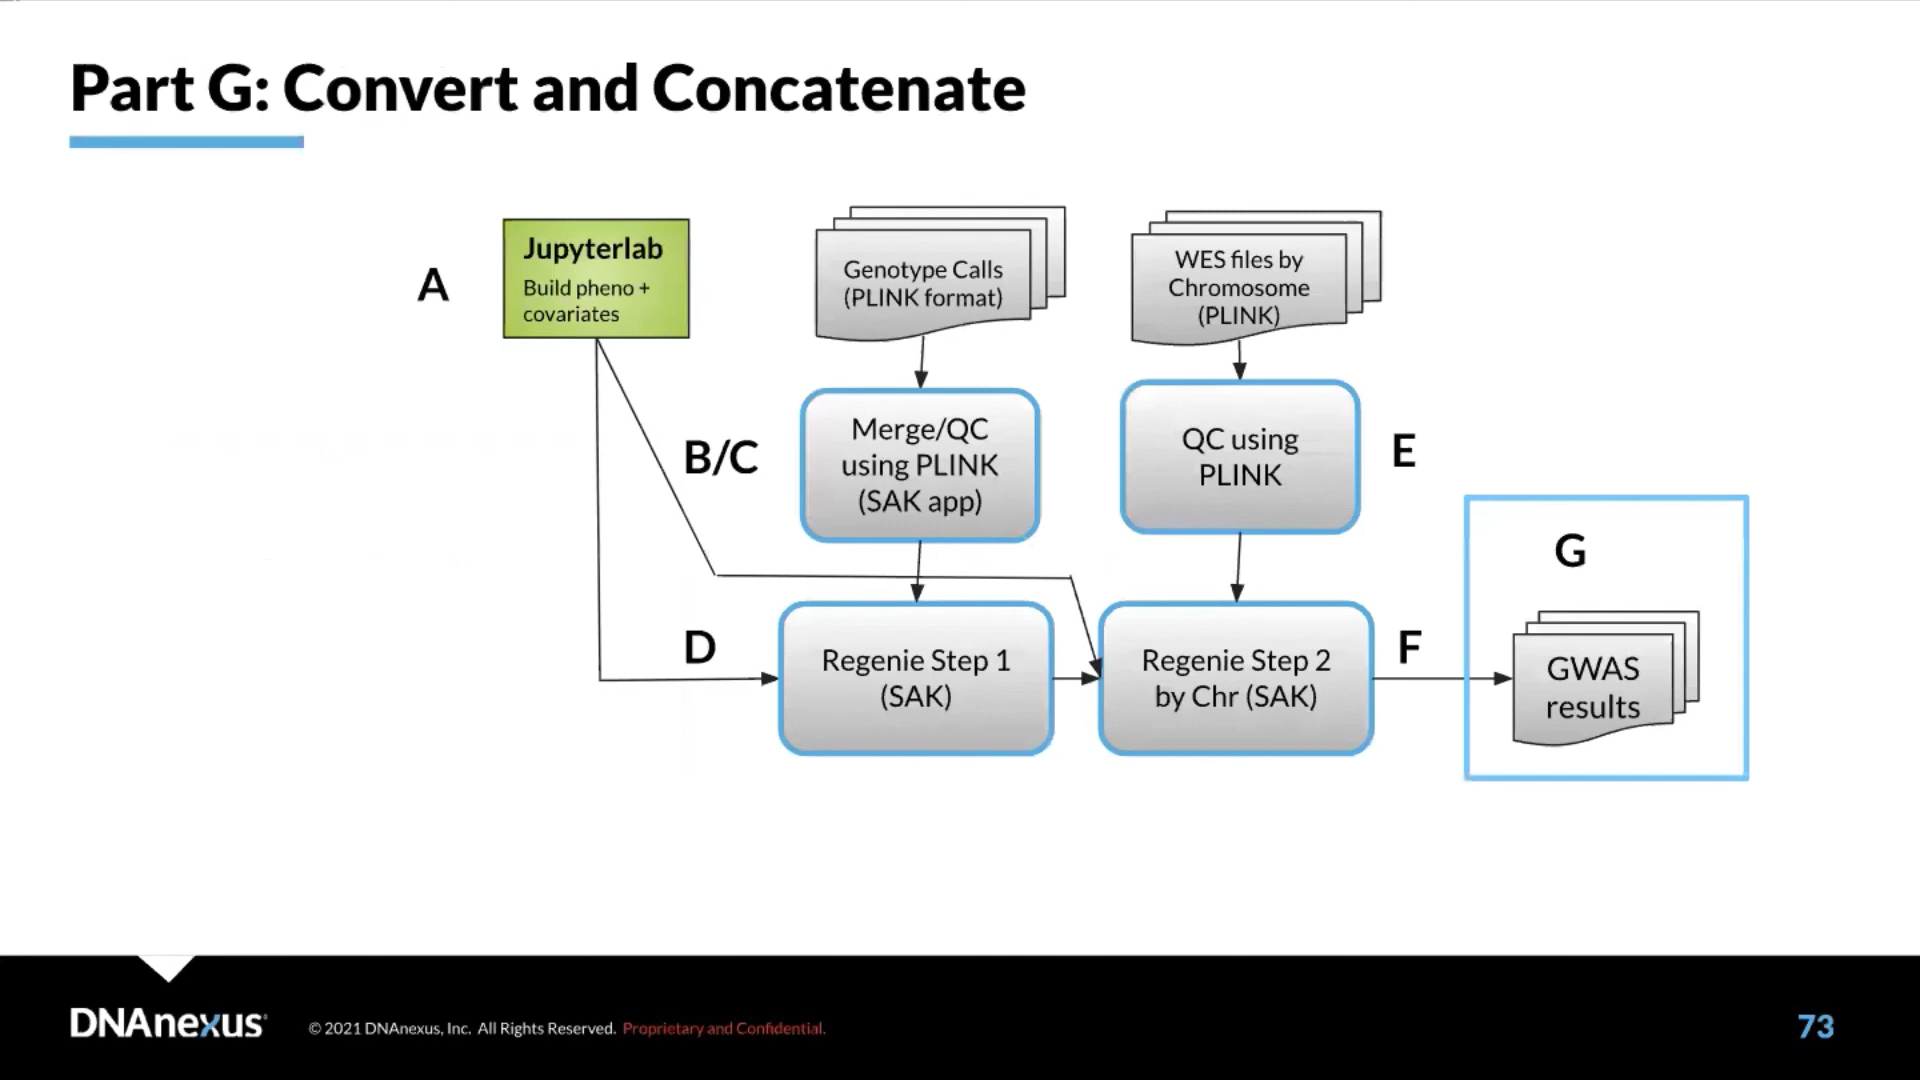 Part G: Convert and Concatenate
A
Jupyterlab
Build pheno +
covariates
Genotype Calls
(PLINK format)
WES files by
Chromosome
(PLINK)
B/C
Merge/QC
using PLINK
(SAK app)
QC using
PLINK
E
G
D
Regenie Step 1
(SAK)
Regenie Step 2
by Chr (SAK)
F
GWAS
results
DNAnexus
© 2021 DNAnexus, Inc. All Rights Reserved. Proprietary and Confidential.
73